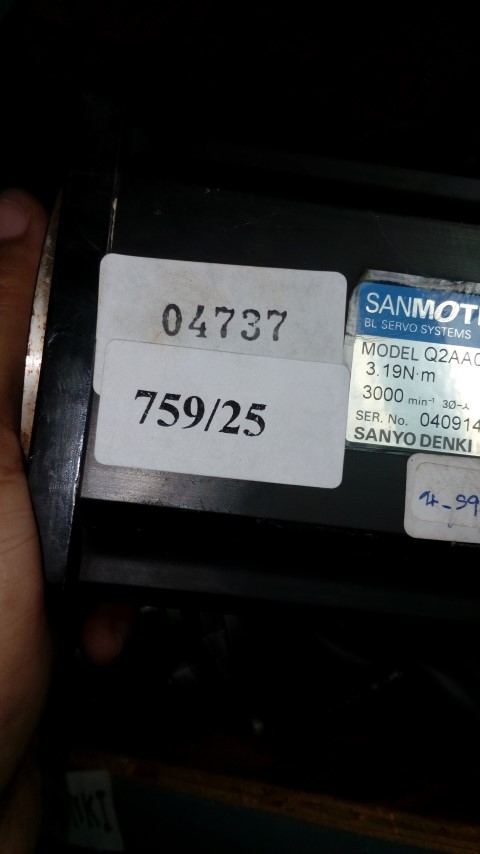 04737
759/25
SANMOT
BL SERVO SYSTEMS
MODEL Q2AA0
3.19N·m
3000 min⁻¹ 3Ø-
SER. No. 040914
SANYO DENKI